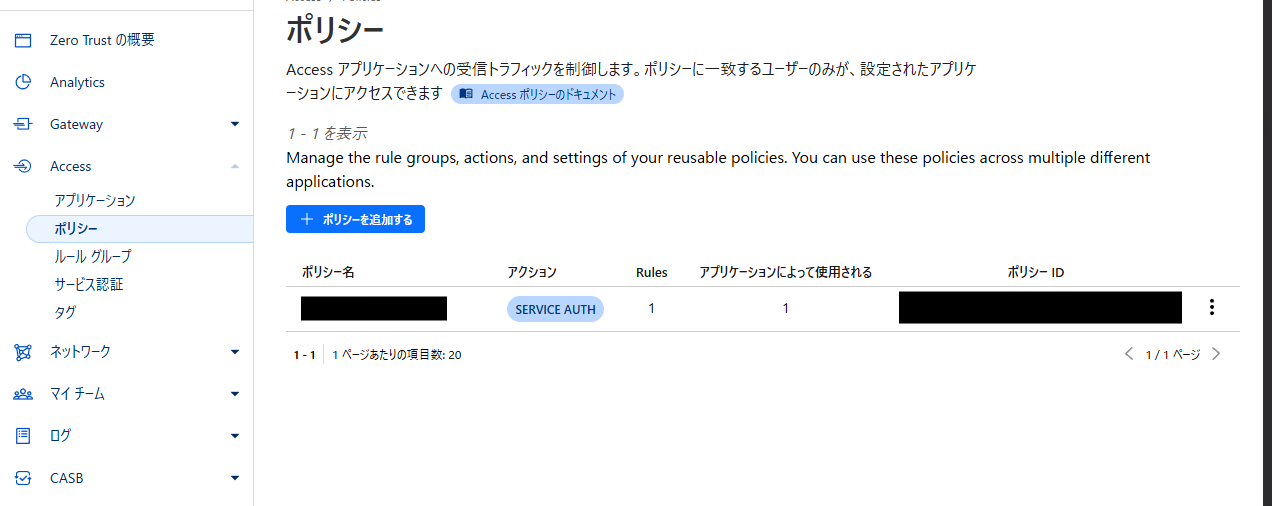 ポリシー
Zero Trust の概要
Analytics
Gateway
Access
アプリケーション
ポリシー
ルール グループ
サービス認証
タグ
ネットワーク
マイ チーム
ログ
CASB
Access アプリケーションへの受信トラフィックを制御します。ポリシーに一致するユーザーのみが、設定されたアプリケ
ーションにアクセスできます Access ポリシーのドキュメント
1 - 1 を表示
Manage the rule groups, actions, and settings of your reusable policies. You can use these policies across multiple different
applications.
ポリシーを追加する
ポリシー名 アクション Rules アプリケーションによって使用される ポリシー ID
SERVICE AUTH 1 1
1 - 1 1 ページあたりの項目数: 20 1 / 1 ページ